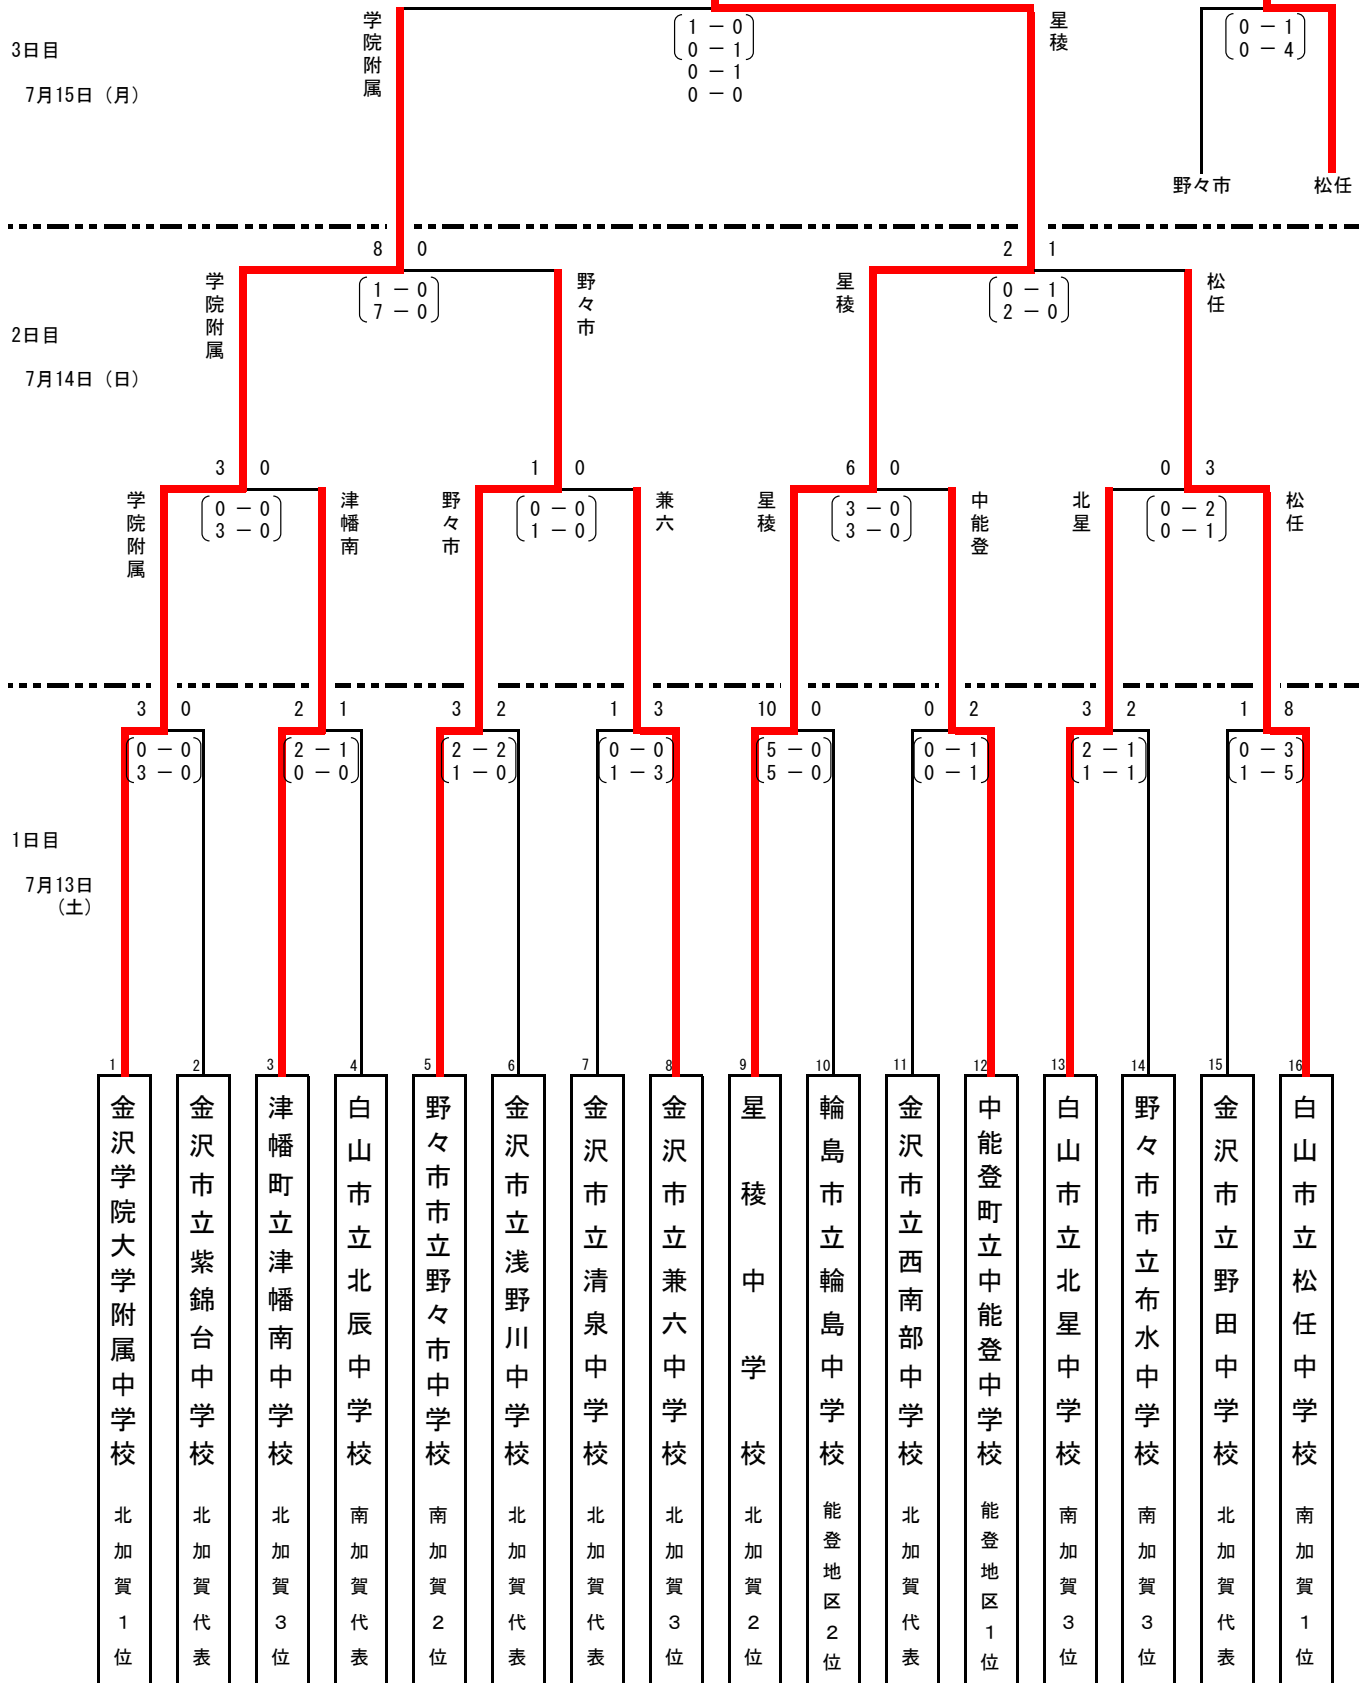 学院附属
1 － 0
0 － 1
0 － 1
0 － 0
星稜
0 － 1
0 － 4
3日目
7月15日（月）
野々市
松任
8 0
2 1
学院附属
1 － 0
7 － 0
野々市
星稜
0 － 1
2 － 0
松任
2日目
7月14日（日）
3 0
1 0
6 0
0 3
学院附属
0 － 0
3 － 0
津幡南
野々市
0 － 0
1 － 0
兼六
星稜
3 － 0
3 － 0
中能登
北星
0 － 2
0 － 1
松任
3 0
2 1
3 2
1 3
10 0
0 2
3 2
1 8
0 － 0
3 － 0
2 － 1
0 － 0
2 － 2
1 － 0
0 － 0
1 － 3
5 － 0
5 － 0
0 － 1
0 － 1
2 － 1
1 － 1
0 － 3
1 － 5
1日目
7月13日
（土）
1
金沢学院大学附属中学校
北加賀1位
2
金沢市立紫錦台中学校
北加賀代表
3
津幡町立津幡南中学校
北加賀3位
4
白山市立北辰中学校
南加賀代表
5
野々市市立野々市中学校
南加賀2位
6
金沢市立浅野川中学校
北加賀代表
7
金沢市立清泉中学校
北加賀代表
8
金沢市立兼六中学校
北加賀3位
9
星稜中学校
北加賀2位
10
輪島市立輪島中学校
能登地区2位
11
金沢市立西南部中学校
北加賀代表
12
中能登町立中能登中学校
能登地区1位
13
白山市立北星中学校
南加賀3位
14
野々市市立布水中学校
南加賀3位
15
金沢市立野田中学校
北加賀代表
16
白山市立松任中学校
南加賀1位